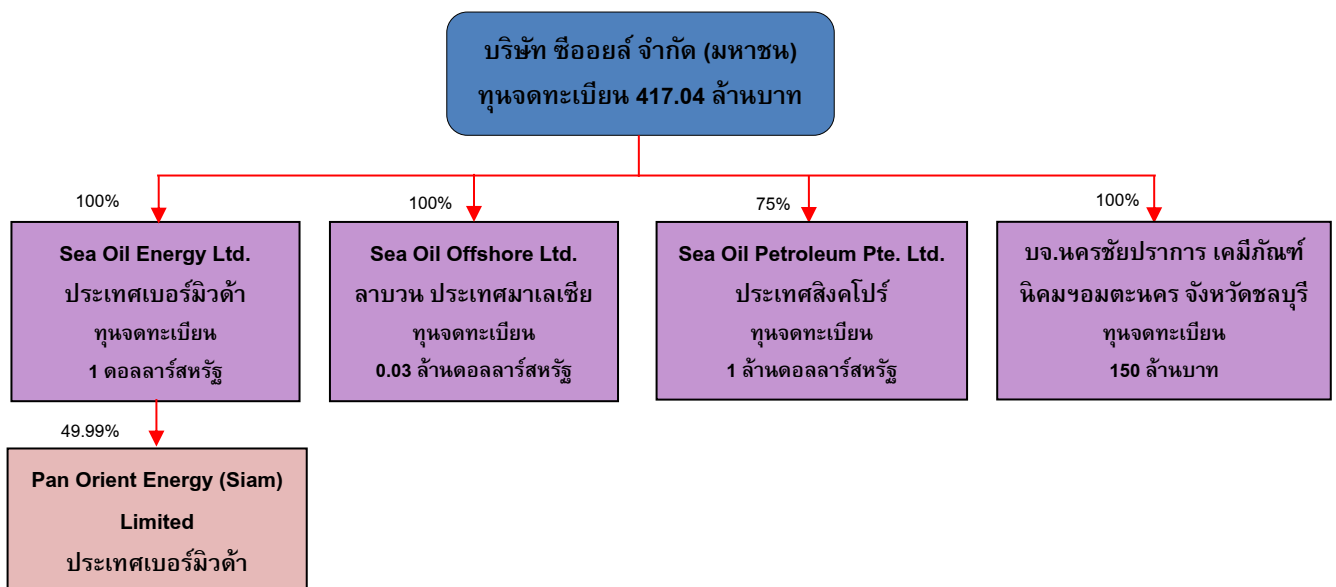 บริษัท ซีออยล์ จำกัด (มหาชน)
ทุนจดทะเบียน 417.04 ล้านบาท
100%
Sea Oil Energy Ltd.
ประเทศเบอร์มิวด้า
ทุนจดทะเบียน
1 ดอลลาร์สหรัฐ
100%
Sea Oil Offshore Ltd.
ลาบวน ประเทศมาเลเซีย
ทุนจดทะเบียน
0.03 ล้านดอลลาร์สหรัฐ
75%
Sea Oil Petroleum Pte. Ltd.
ประเทศสิงคโปร์
ทุนจดทะเบียน
1 ล้านดอลลาร์สหรัฐ
100%
บจ.นครชัยปราการ เคมีภัณฑ์
นิคมฯอมตะนคร จังหวัดชลบุรี
ทุนจดทะเบียน
150 ล้านบาท
49.99%
Pan Orient Energy (Siam)
Limited
ประเทศเบอร์มิวด้า